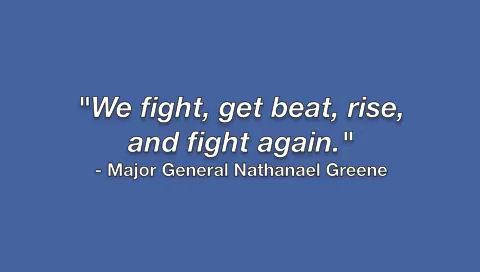 "We fight, get beat, rise,
and fight again."
- Major General Nathanael Greene